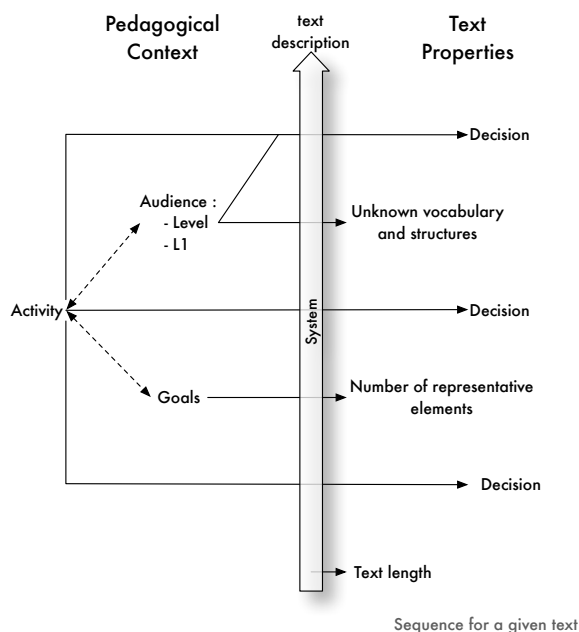 Pedagogical
Context
text
description
Text
Properties
Decision
Audience :
- Level
- L1
Unknown vocabulary
and structures
Activity
System
Decision
Goals
Number of representative
elements
Decision
Text length
Sequence for a given text